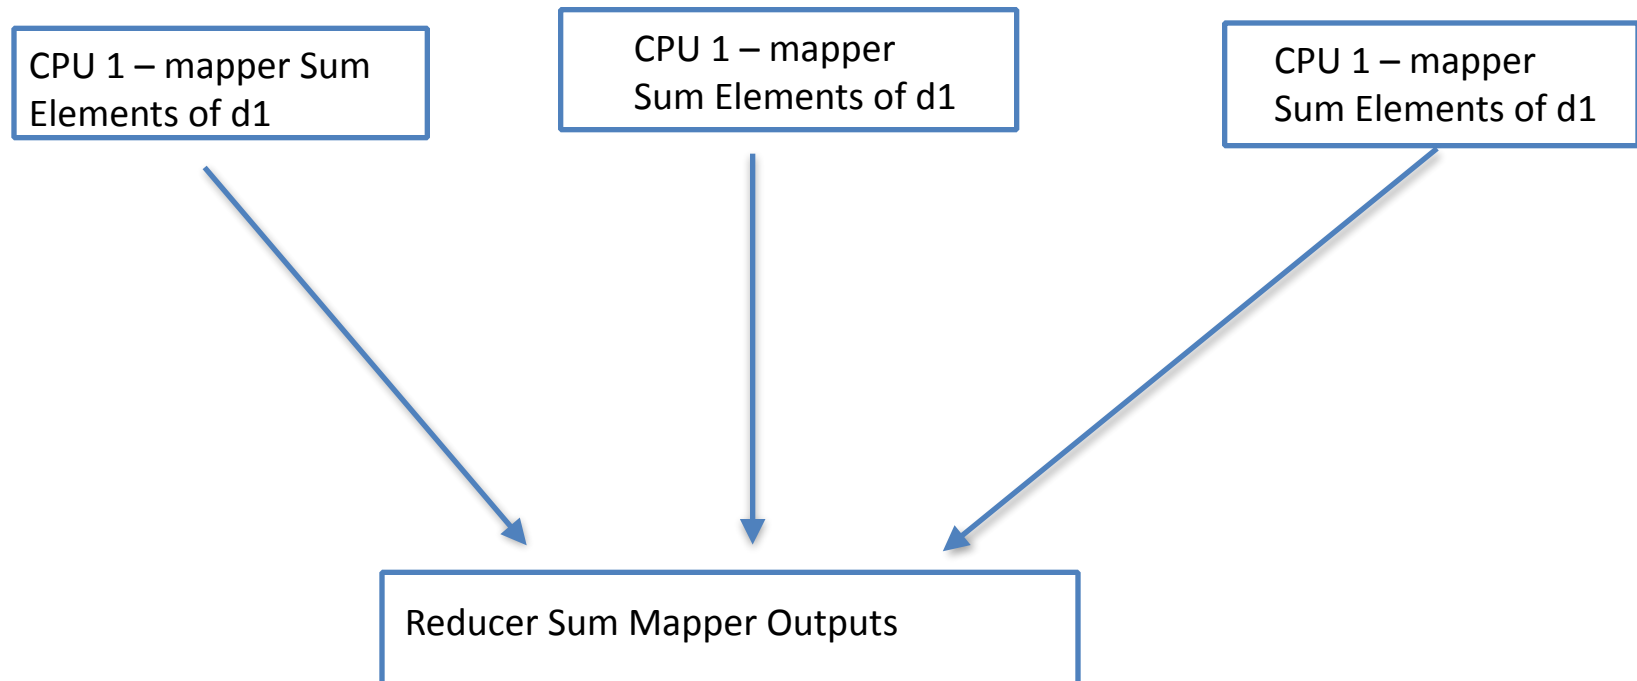 CPU 1 – mapper Sum
Elements of d1
CPU 1 – mapper
Sum Elements of d1
CPU 1 – mapper
Sum Elements of d1
Reducer Sum Mapper Outputs